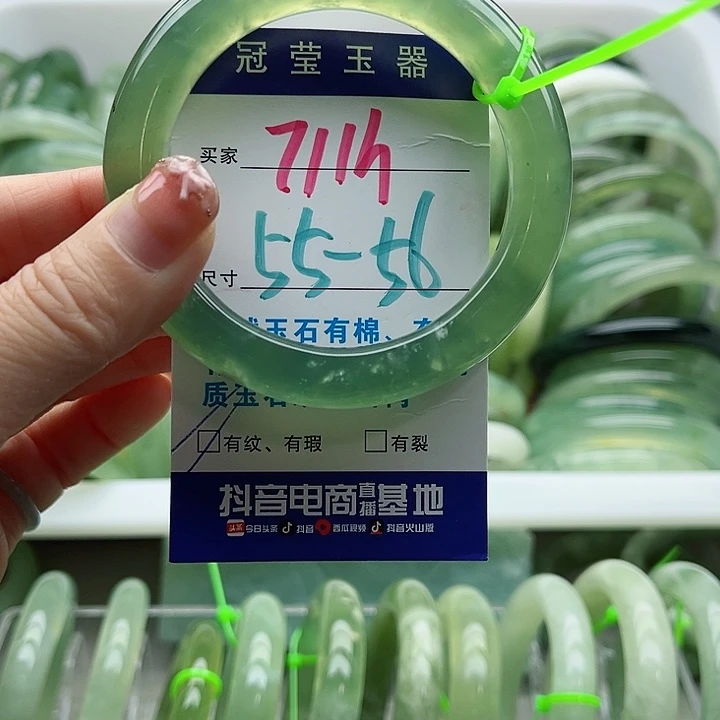 冠莹玉器
买家 7114
尺寸 55-56
玉石有棉、
质玉石
有纹、有瑕 有裂
抖音电商直播基地
今日头条 抖音 西瓜视频 抖音火山版